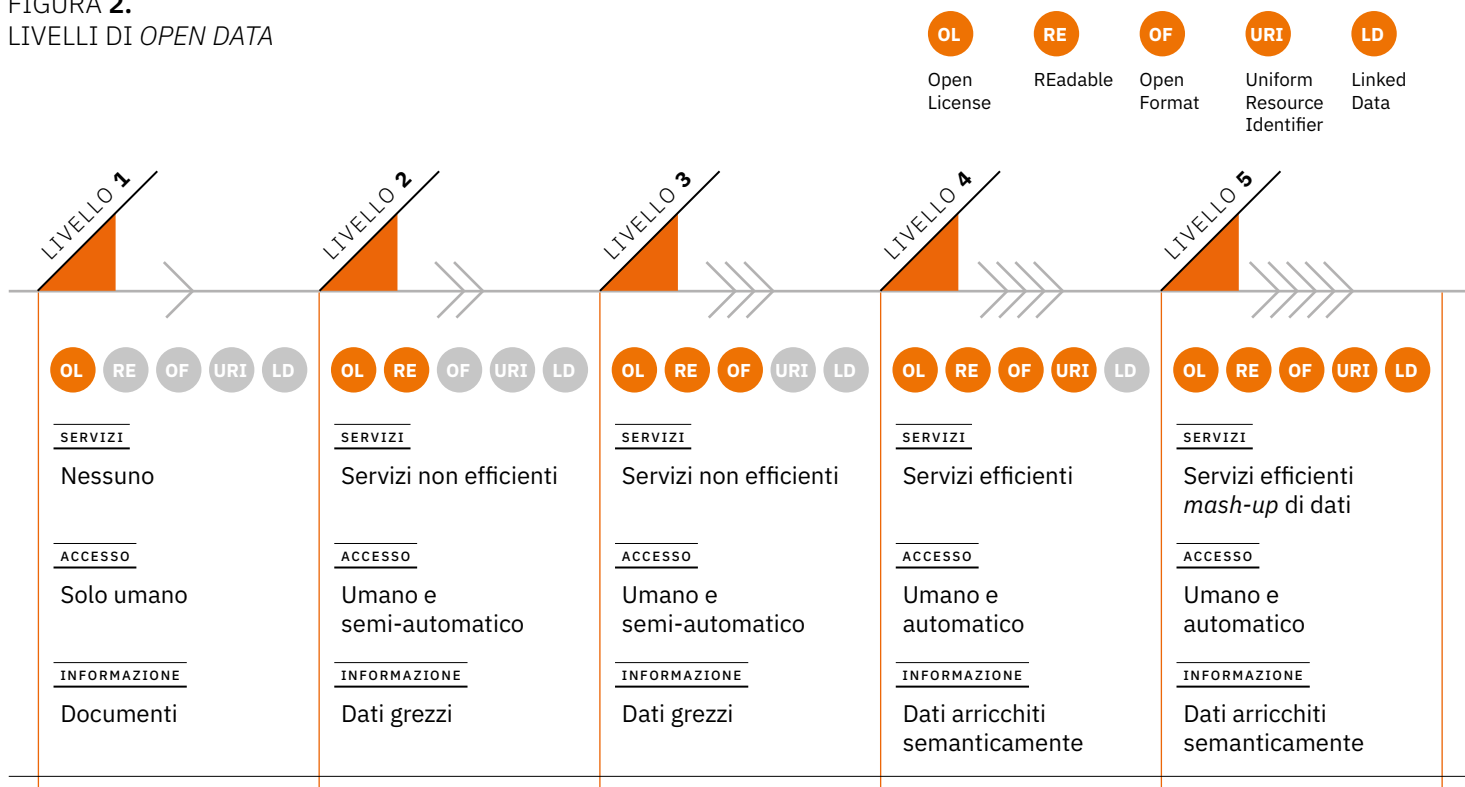 FIGURA 2.
LIVELLI DI OPEN DATA
OL RE OF URI LD
Open License
REadable
Open Format
Uniform Resource Identifier
Linked Data
LIVELLO 1
LIVELLO 2
LIVELLO 3
LIVELLO 4
LIVELLO 5
OL RE OF URI LD
SERVIZI
Nessuno
ACCESSO
Solo umano
INFORMAZIONE
Documenti
OL RE OF URI LD
SERVIZI
Servizi non efficienti
ACCESSO
Umano e
semi-automatico
INFORMAZIONE
Dati grezzi
OL RE OF URI LD
SERVIZI
Servizi non efficienti
ACCESSO
Umano e
semi-automatico
INFORMAZIONE
Dati grezzi
OL RE OF URI LD
SERVIZI
Servizi efficienti
ACCESSO
Umano e
automatico
INFORMAZIONE
Dati arricchiti
semanticamente
OL RE OF URI LD
SERVIZI
Servizi efficienti
mash-up di dati
ACCESSO
Umano e
automatico
INFORMAZIONE
Dati arricchiti
semanticamente